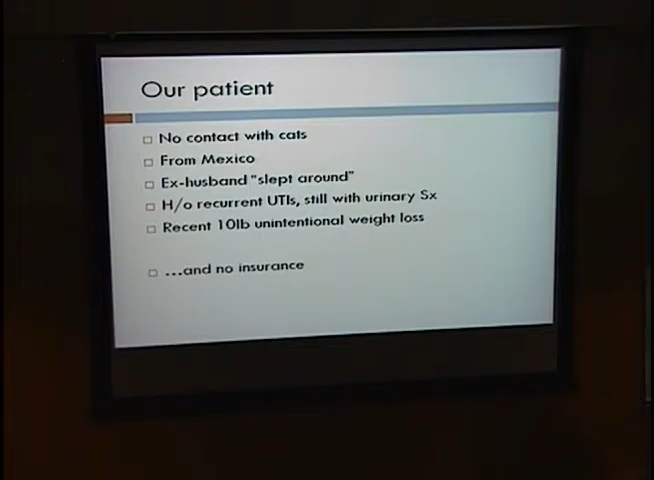 Our patient
No contact with cats
From Mexico
Ex-husband "slept around"
H/o recurrent UTIs, still with urinary Sx
Recent 10lb unintentional weight loss
...and no insurance